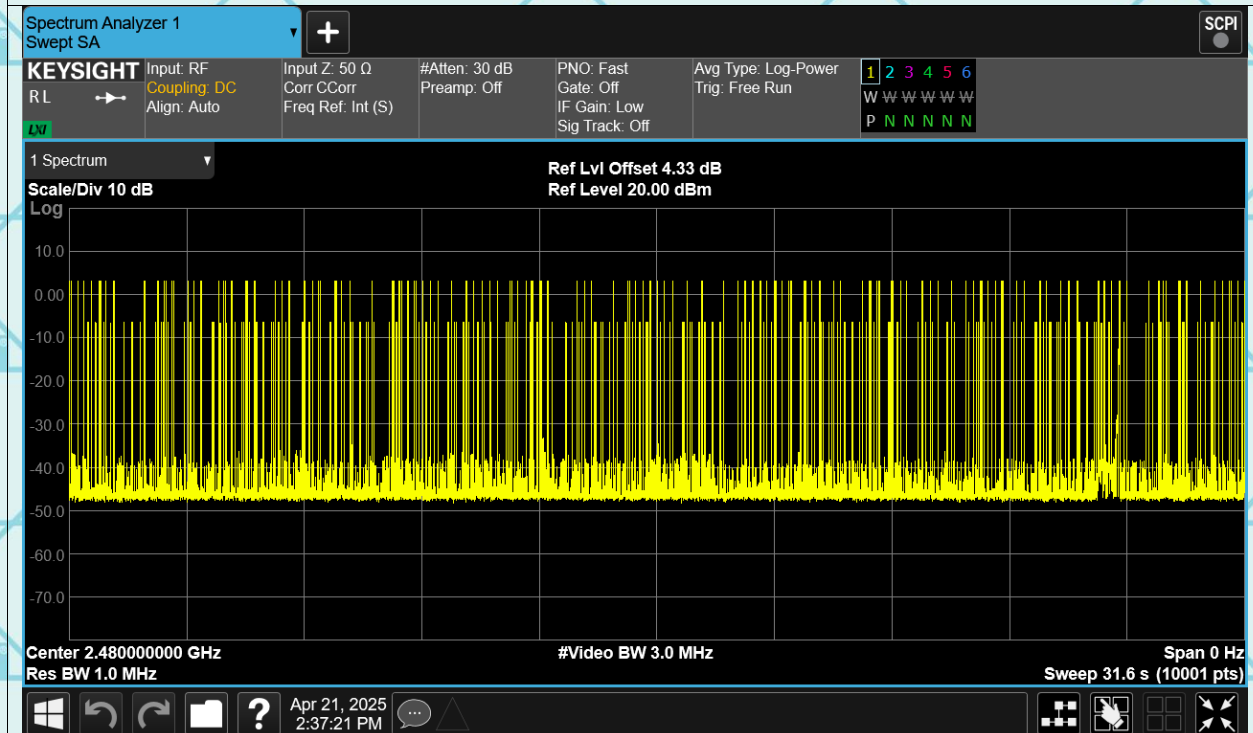 Spectrum Analyzer 1
Swept SA
SCPI
KEYSIGHT
RL
LXI
Input: RF
Coupling: DC
Align: Auto
Input Z: 50 Ω
Corr CCorr
Freq Ref: Int (S)
#Atten: 30 dB
Preamp: Off
PNO: Fast
Gate: Off
IF Gain: Low
Sig Track: Off
Avg Type: Log-Power
Trig: Free Run
1 2 3 4 5 6
W W W W W W
P N N N N N
1 Spectrum
Scale/Div 10 dB
Ref Lvl Offset 4.33 dB
Ref Level 20.00 dBm
Log
10.0
0.00
-10.0
-20.0
-30.0
-40.0
-50.0
-60.0
-70.0
Center 2.480000000 GHz
#Video BW 3.0 MHz
Span 0 Hz
Res BW 1.0 MHz
Sweep 31.6 s (10001 pts)
Apr 21, 2025
2:37:21 PM